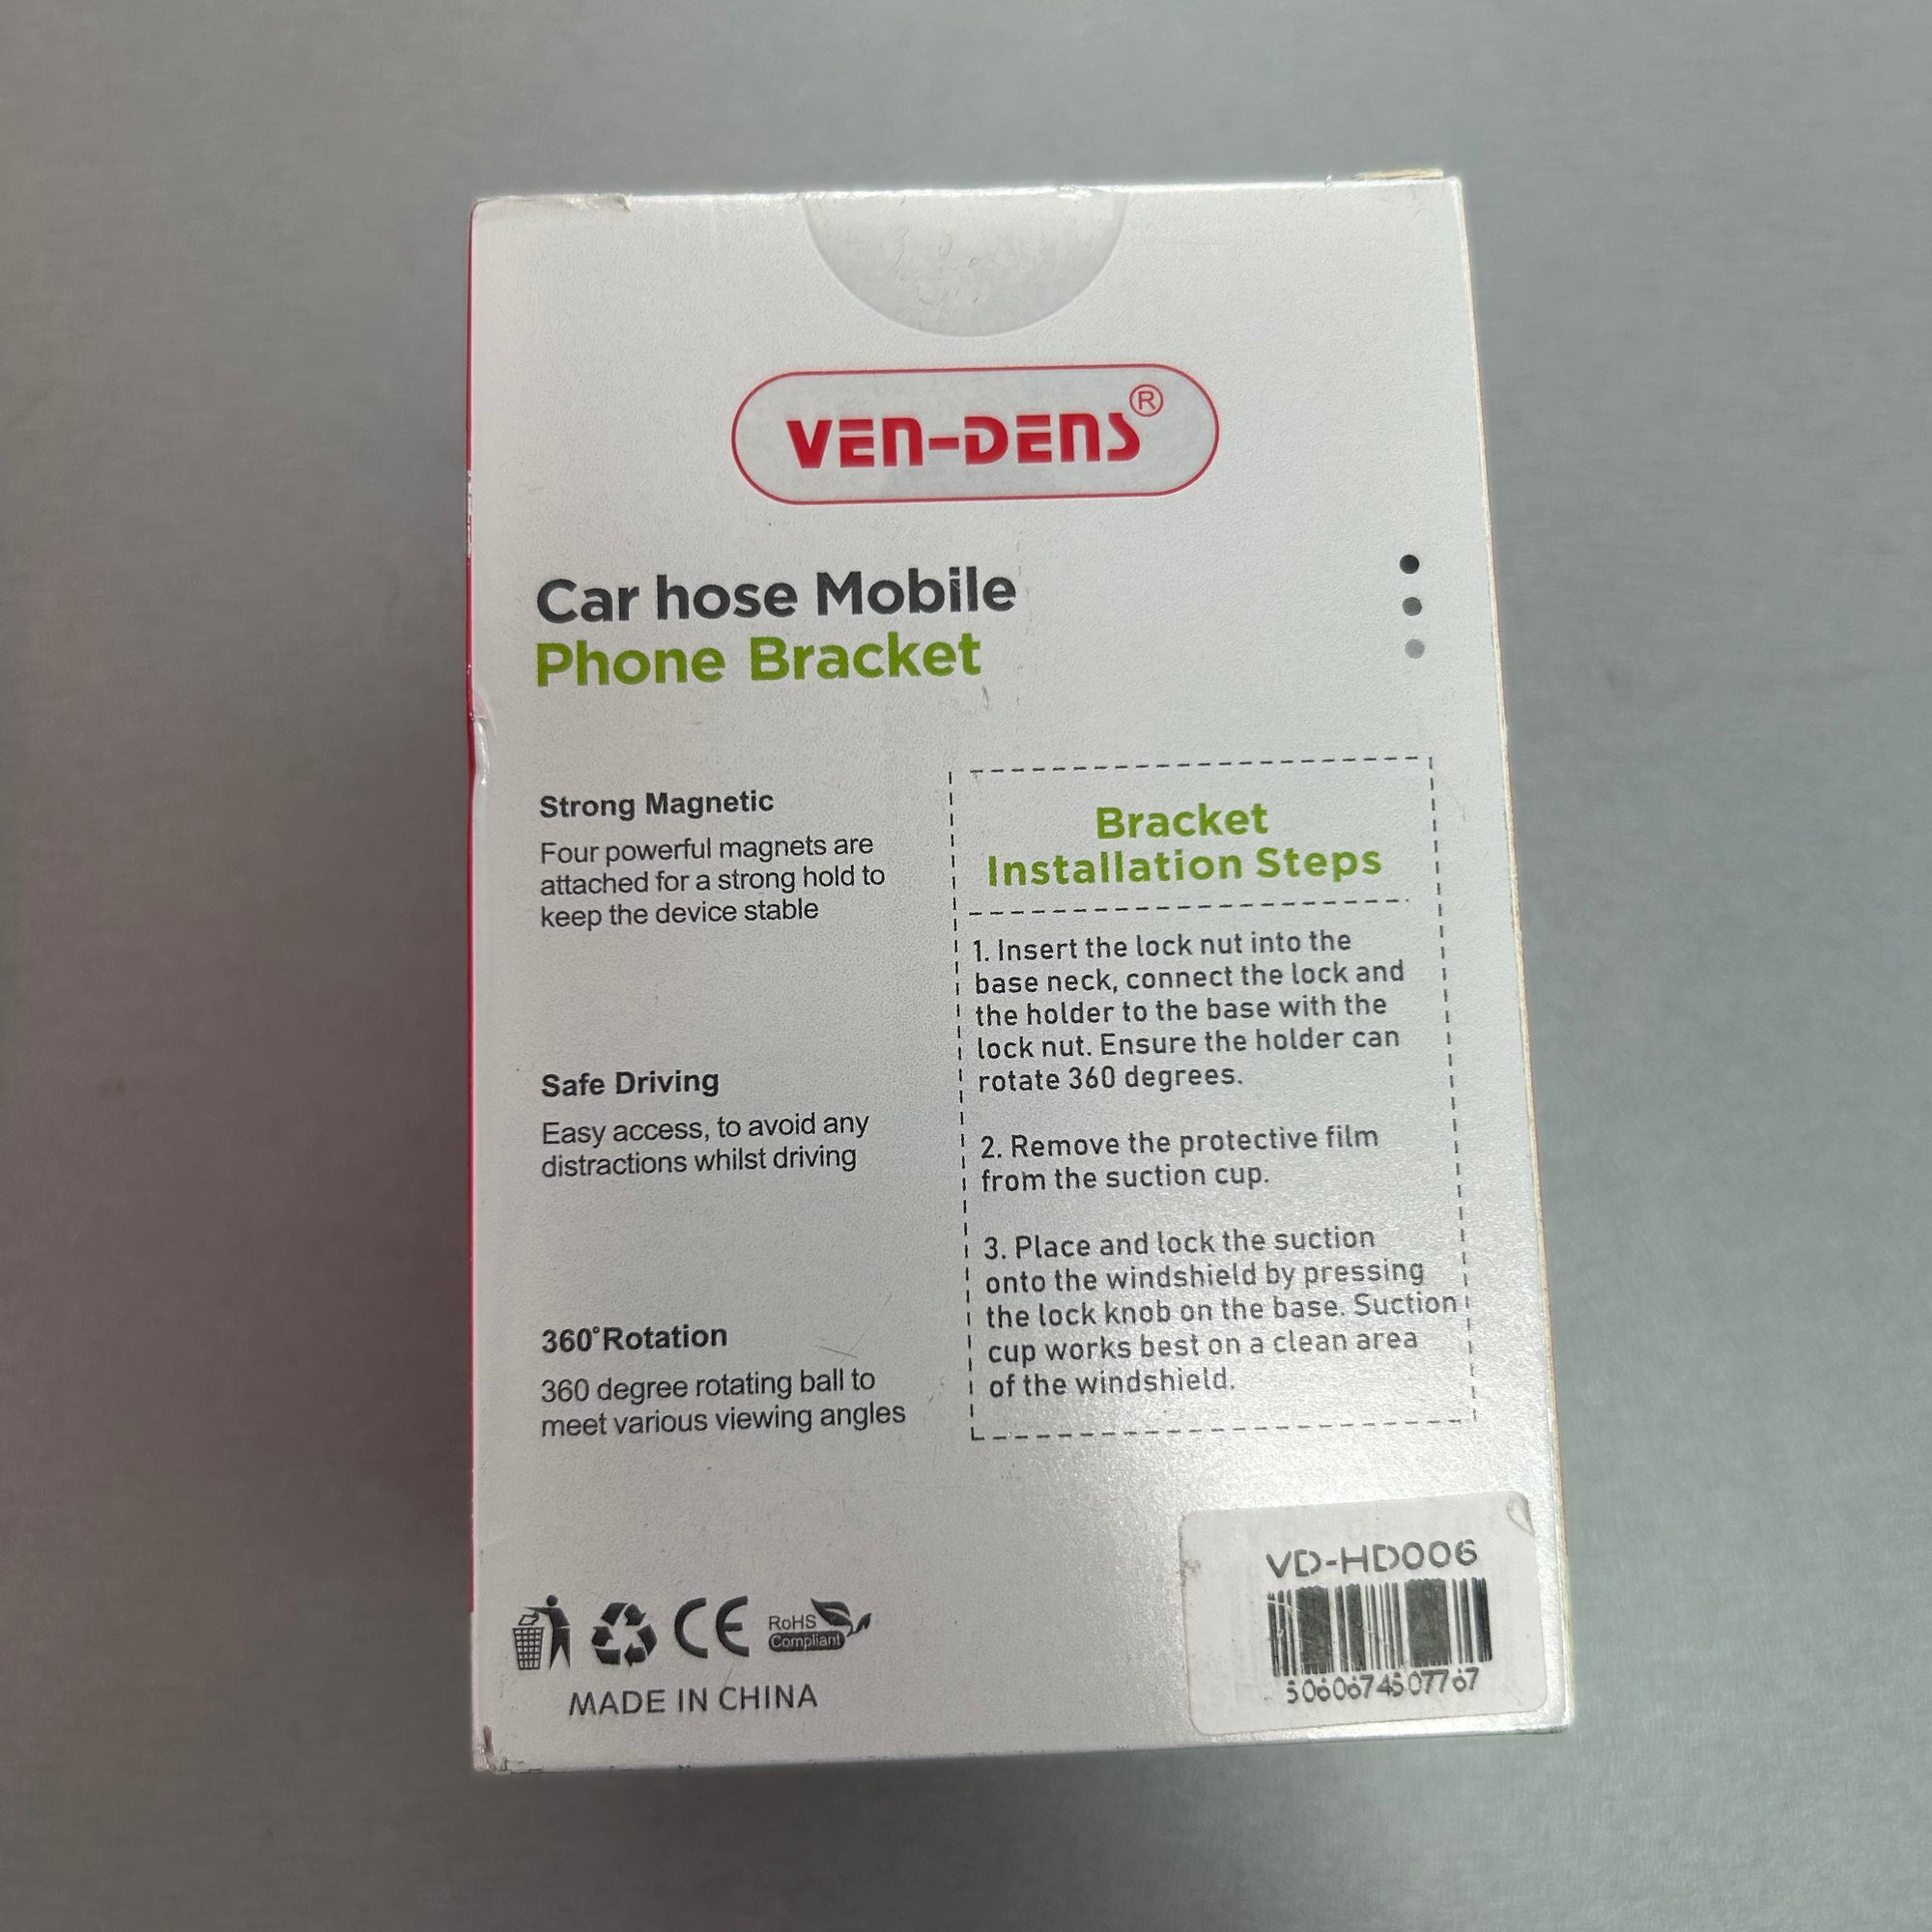 VEN-DENS®
Car hose Mobile
Phone Bracket
Strong Magnetic
Four powerful magnets are
attached for a strong hold to
keep the device stable
Safe Driving
Easy access, to avoid any
distractions whilst driving
360°Rotation
360 degree rotating ball to
meet various viewing angles
Bracket
Installation Steps
1. Insert the lock nut into the
base neck, connect the lock and
the holder to the base with the
lock nut. Ensure the holder can
rotate 360 degrees.
2. Remove the protective film
from the suction cup.
3. Place and lock the suction
onto the windshield by pressing
the lock knob on the base. Suction
cup works best on a clean area
of the windshield.
CE
RoHS
Compliant
MADE IN CHINA
VD-HD006
5060674507767